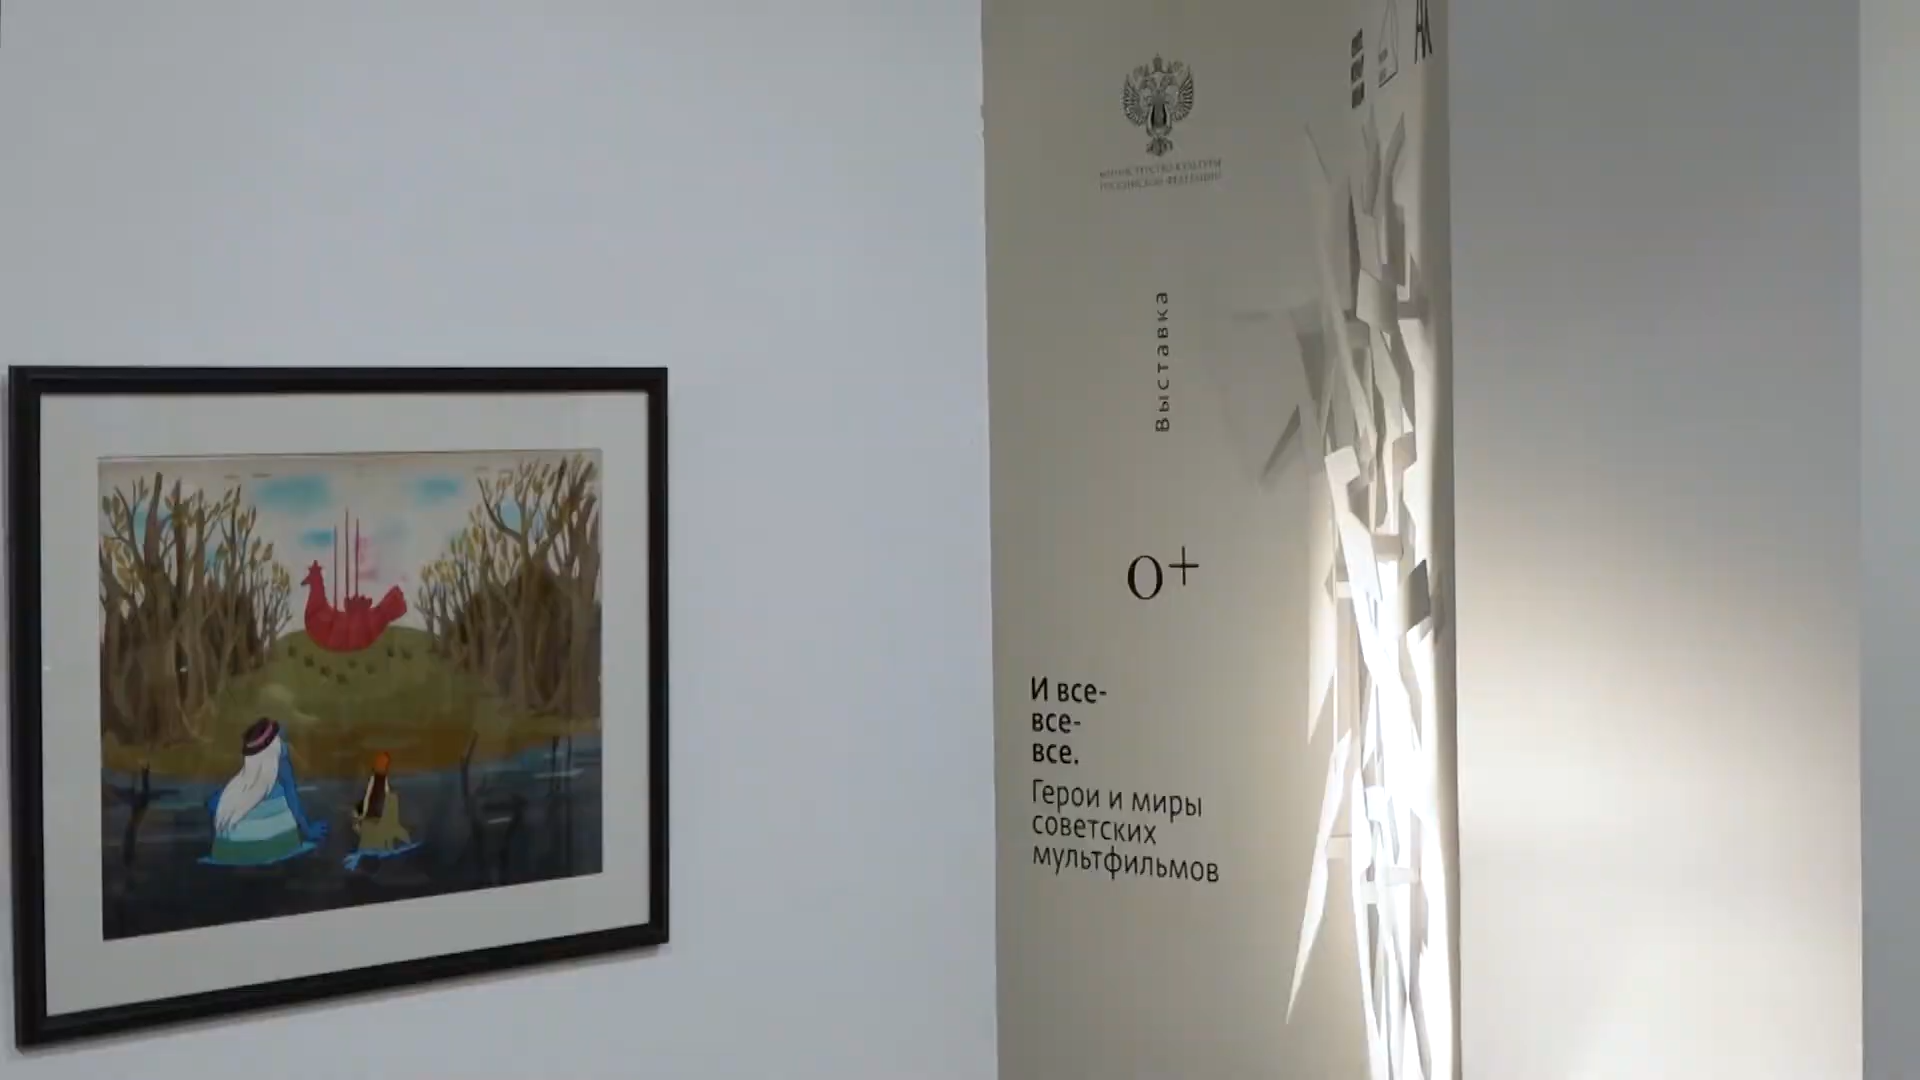 МИНИСТЕРСТВО КУЛЬТУРЫ
РОССИЙСКОЙ ФЕДЕРАЦИИ
Выставка
0+
И все-
все-
все.
Герои и миры
советских
мультфильмов